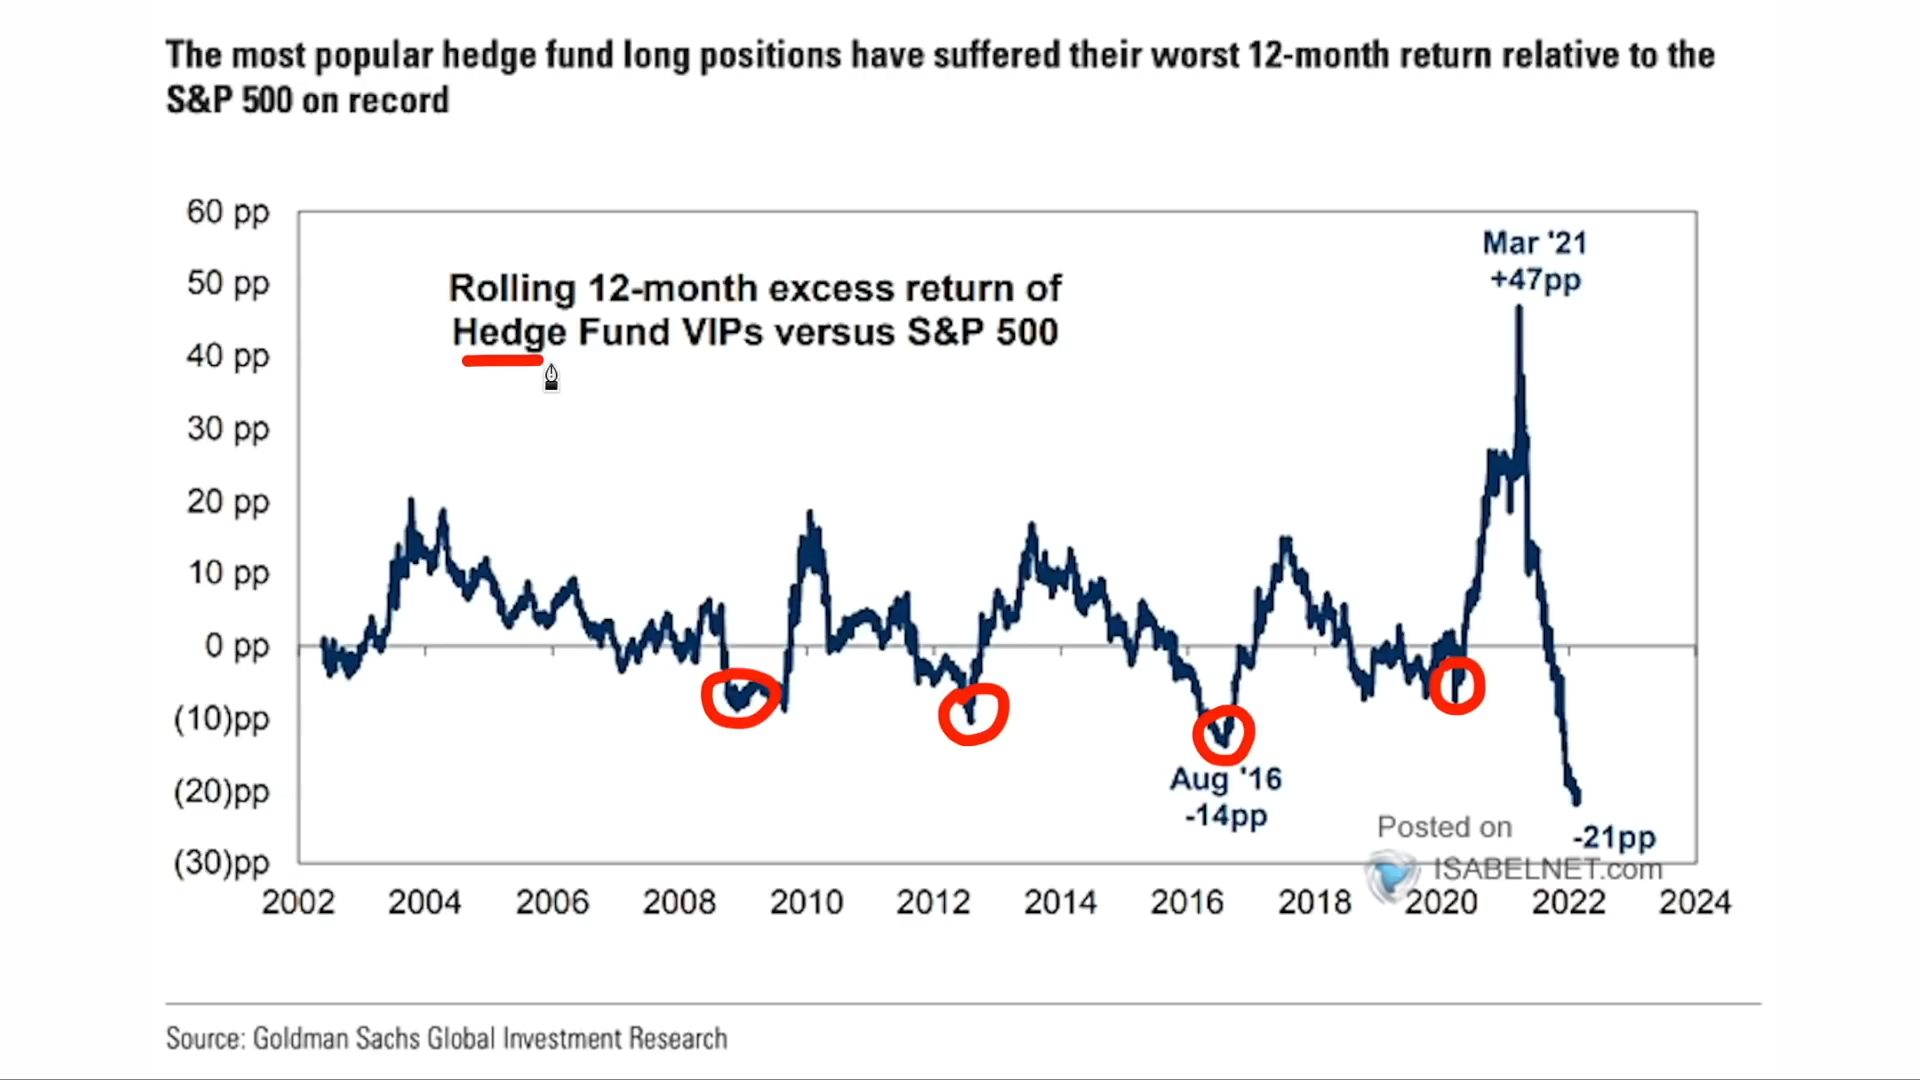 The most popular hedge fund long positions have suffered their worst 12-month return relative to the
S&P 500 on record
60 pp
50 pp
40 pp
30 pp
20 pp
10 pp
0 pp
(10)pp
(20)pp
(30)pp
Rolling 12-month excess return of
Hedge Fund VIPs versus S&P 500
Mar '21
+47pp
Aug '16
-14pp
-21pp
Posted on
ISABELNET.com
2002 2004 2006 2008 2010 2012 2014 2016 2018 2020 2022 2024
Source: Goldman Sachs Global Investment Research